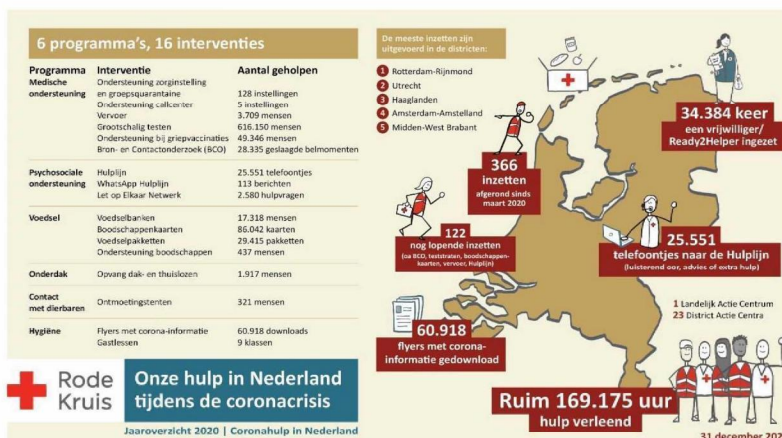 6 programma's, 16 interventies
Programma Interventie Aantal geholpen
Medische ondersteuning
Ondersteuning zorginstelling en groepsquarantaine 128 instellingen
Ondersteuning callcenter 5 instellingen
Vervoer 3.709 mensen
Grootschalig testen 616.150 mensen
Ondersteuning bij griepvaccinaties 49.346 mensen
Bron- en Contactonderzoek (BCO) 28.335 geslaagde belmomenten
Psychosociale ondersteuning
Hulplijn 25.551 telefoontjes
WhatsApp Hulplijn 113 berichten
Let op Elkaar Netwerk 2.580 hulpvragen
Voedsel
Voedselbanken 17.318 mensen
Boodschappenkaarten 86.042 kaarten
Voedselpakketten 29.415 pakketten
Ondersteuning boodschappen 437 mensen
Onderdak Opvang dak- en thuislozen 1.917 mensen
Contact met dierbaren Ontmoetingstenten 321 mensen
Hygiëne Flyers met corona-informatie 60.918 downloads
Gastlessen 9 klassen
Rode
Kruis
Onze hulp in Nederland
tijdens de coronacrisis
Jaaroverzicht 2020 | Coronahulp in Nederland
De meeste inzetten zijn
uitgevoerd in de districten:
1 Rotterdam-Rijnmond
2 Utrecht
3 Haaglanden
4 Amsterdam-Amstelland
5 Midden-West Brabant
34.384 keer
een vrijwilliger/
Ready2Helper ingezet
366
inzetten
afgerond sinds
maart 2020
122
nog lopende inzetten
(oa BCO, teststraten, boodschappen-
kaarten, vervoer, Hulplijn)
25.551
telefoontjes naar de Hulplijn
(luisterend oor, advies of extra hulp)
1 Landelijk Actie Centrum
23 District Actie Centra
60.918
flyers met corona-
informatie gedownload
Ruim 169.175 uur
hulp verleend
31 december 202